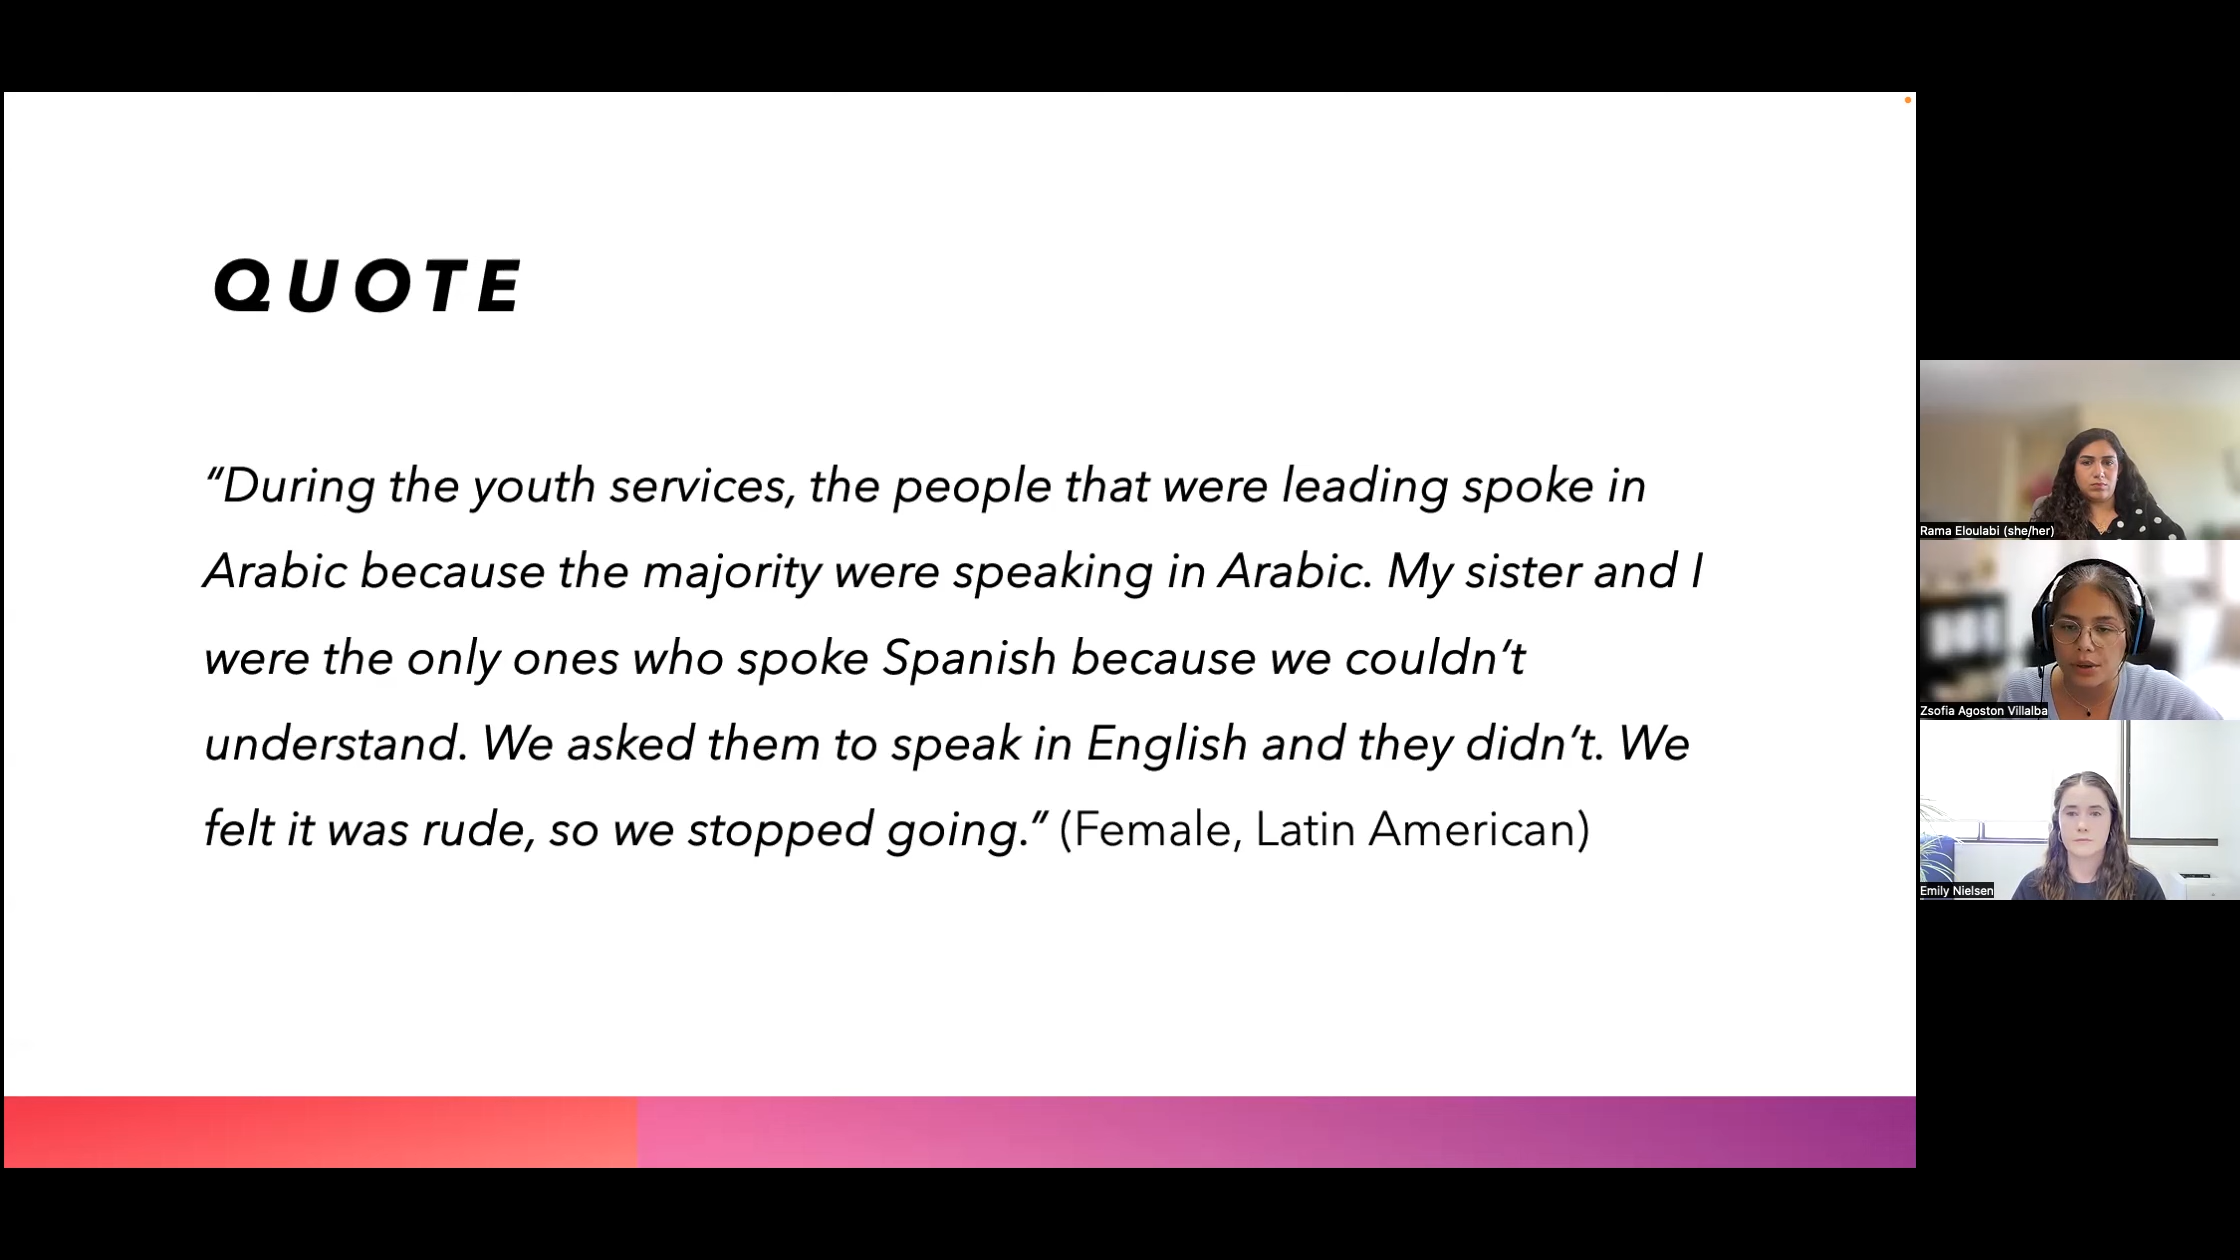 QUOTE
“During the youth services, the people that were leading spoke in
Arabic because the majority were speaking in Arabic. My sister and I
were the only ones who spoke Spanish because we couldn’t
understand. We asked them to speak in English and they didn’t. We
felt it was rude, so we stopped going.” (Female, Latin American)
Rama Eloulabi (she/her)
Zsofia Agoston Villalba
Emily Nielsen